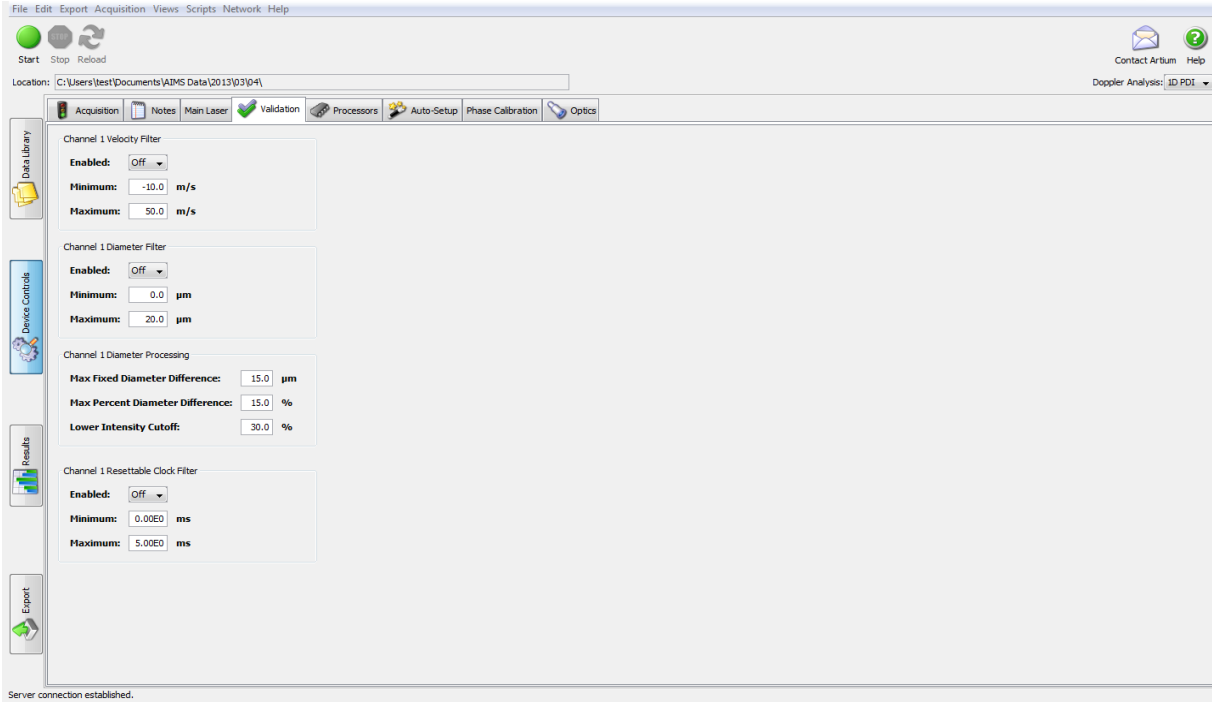 File Edit Export Acquisition Views Scripts Network Help
STOP
Start Stop Reload
Contact Artium Help
Location: C:\Users\test\Documents\AIMS Data\2013\03\04\
Doppler Analysis: 1D PDI
Acquisition Notes Main Laser Validation Processors Auto-Setup Phase Calibration Optics
Data Library
Device Controls
Results
Export
Channel 1 Velocity Filter
Enabled: Off
Minimum: -10.0 m/s
Maximum: 50.0 m/s
Channel 1 Diameter Filter
Enabled: Off
Minimum: 0.0 µm
Maximum: 20.0 µm
Channel 1 Diameter Processing
Max Fixed Diameter Difference: 15.0 µm
Max Percent Diameter Difference: 15.0 %
Lower Intensity Cutoff: 30.0 %
Channel 1 Resettable Clock Filter
Enabled: Off
Minimum: 0.00E0 ms
Maximum: 5.00E0 ms
Server connection established.